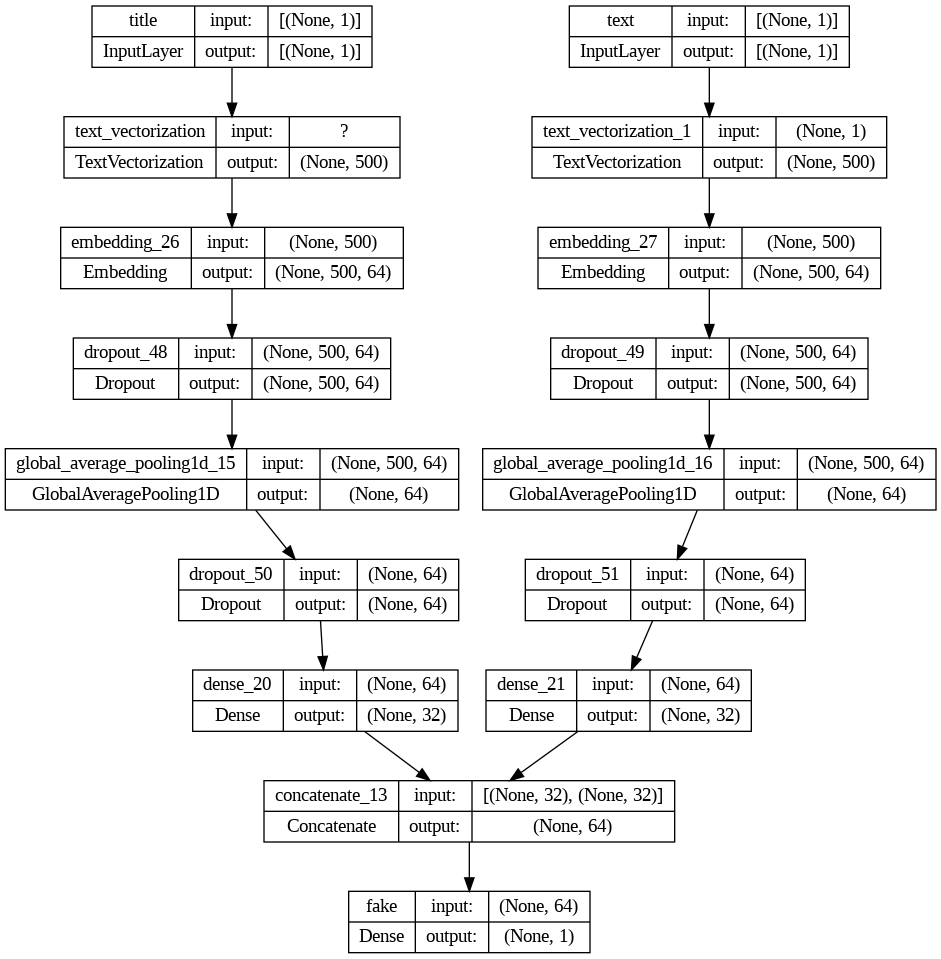 title input: [(None, 1)]
InputLayer output: [(None, 1)]
text input: [(None, 1)]
InputLayer output: [(None, 1)]
text_vectorization input: ?
TextVectorization output: (None, 500)
text_vectorization_1 input: (None, 1)
TextVectorization output: (None, 500)
embedding_26 input: (None, 500)
Embedding output: (None, 500, 64)
embedding_27 input: (None, 500)
Embedding output: (None, 500, 64)
dropout_48 input: (None, 500, 64)
Dropout output: (None, 500, 64)
dropout_49 input: (None, 500, 64)
Dropout output: (None, 500, 64)
global_average_pooling1d_15 input: (None, 500, 64)
GlobalAveragePooling1D output: (None, 64)
global_average_pooling1d_16 input: (None, 500, 64)
GlobalAveragePooling1D output: (None, 64)
dropout_50 input: (None, 64)
Dropout output: (None, 64)
dropout_51 input: (None, 64)
Dropout output: (None, 64)
dense_20 input: (None, 64)
Dense output: (None, 32)
dense_21 input: (None, 64)
Dense output: (None, 32)
concatenate_13 input: [(None, 32), (None, 32)]
Concatenate output: (None, 64)
fake input: (None, 64)
Dense output: (None, 1)